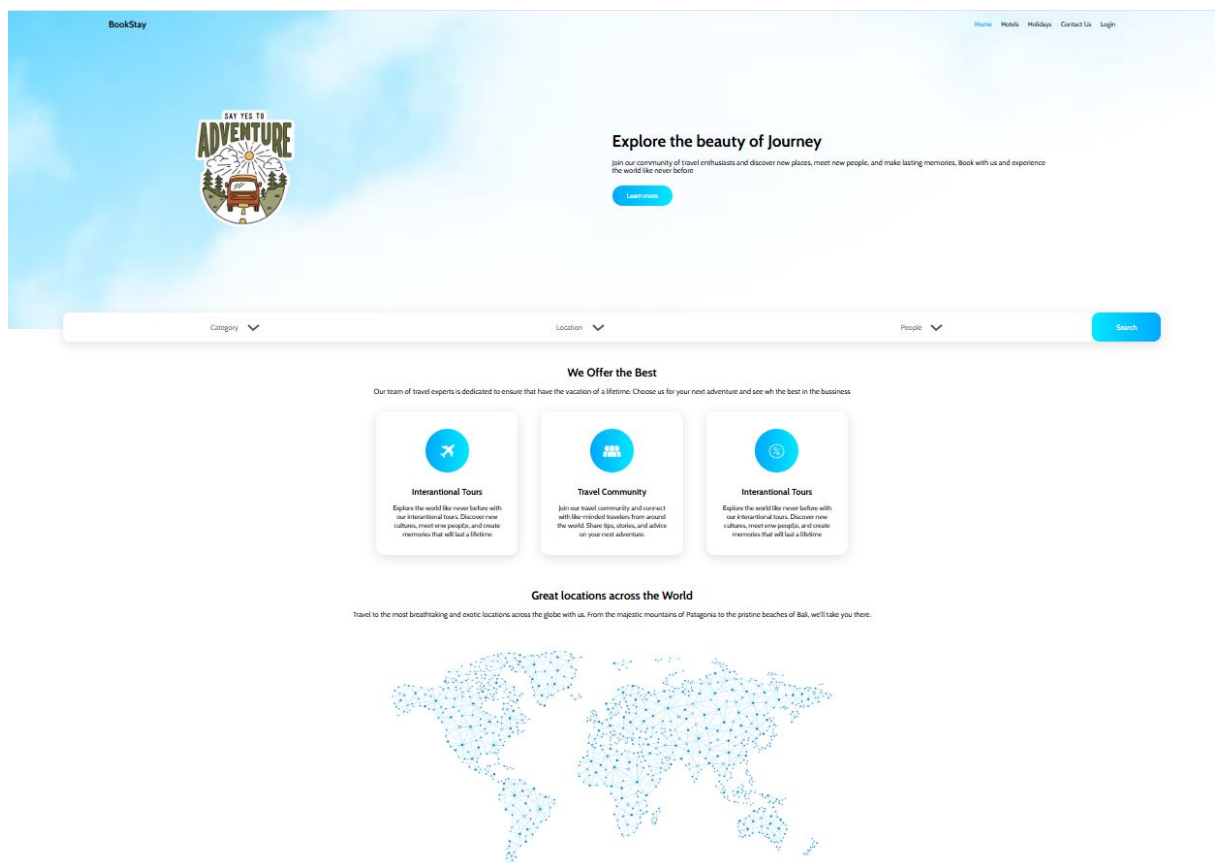 BookStay
Home Hotels Holidays Contact Us Login
SAY YES TO
ADVENTURE
Explore the beauty of Journey
Join our community of travel enthusiasts and discover new places, meet new people, and make lasting memories, Book with us and experience
the world like never before
Learn more
Category
Location
People
Search
We Offer the Best
Our team of travel experts is dedicated to ensure that have the vacation of a lifetime. Choose us for your next adventure and see wh the best in the bussiness
Interantional Tours
Explore the world like never before with
our interantional tours. Discover new
cultures, meet enw peopl;e, and create
memories that will last a lifetime
Travel Community
Join our travel community and connect
with like-minded travelers from around
the world. Share tips, stories, and advice
on your next adventure.
Interantional Tours
Explore the world like never before with
our interantional tours. Discover new
cultures, meet enw peopl;e, and create
memories that will last a lifetime
Great locations across the World
Travel to the most breathtaking and exotic locations across the globe with us. From the majestic mountains of Patagonia to the pristine beaches of Bali, we'll take you there.